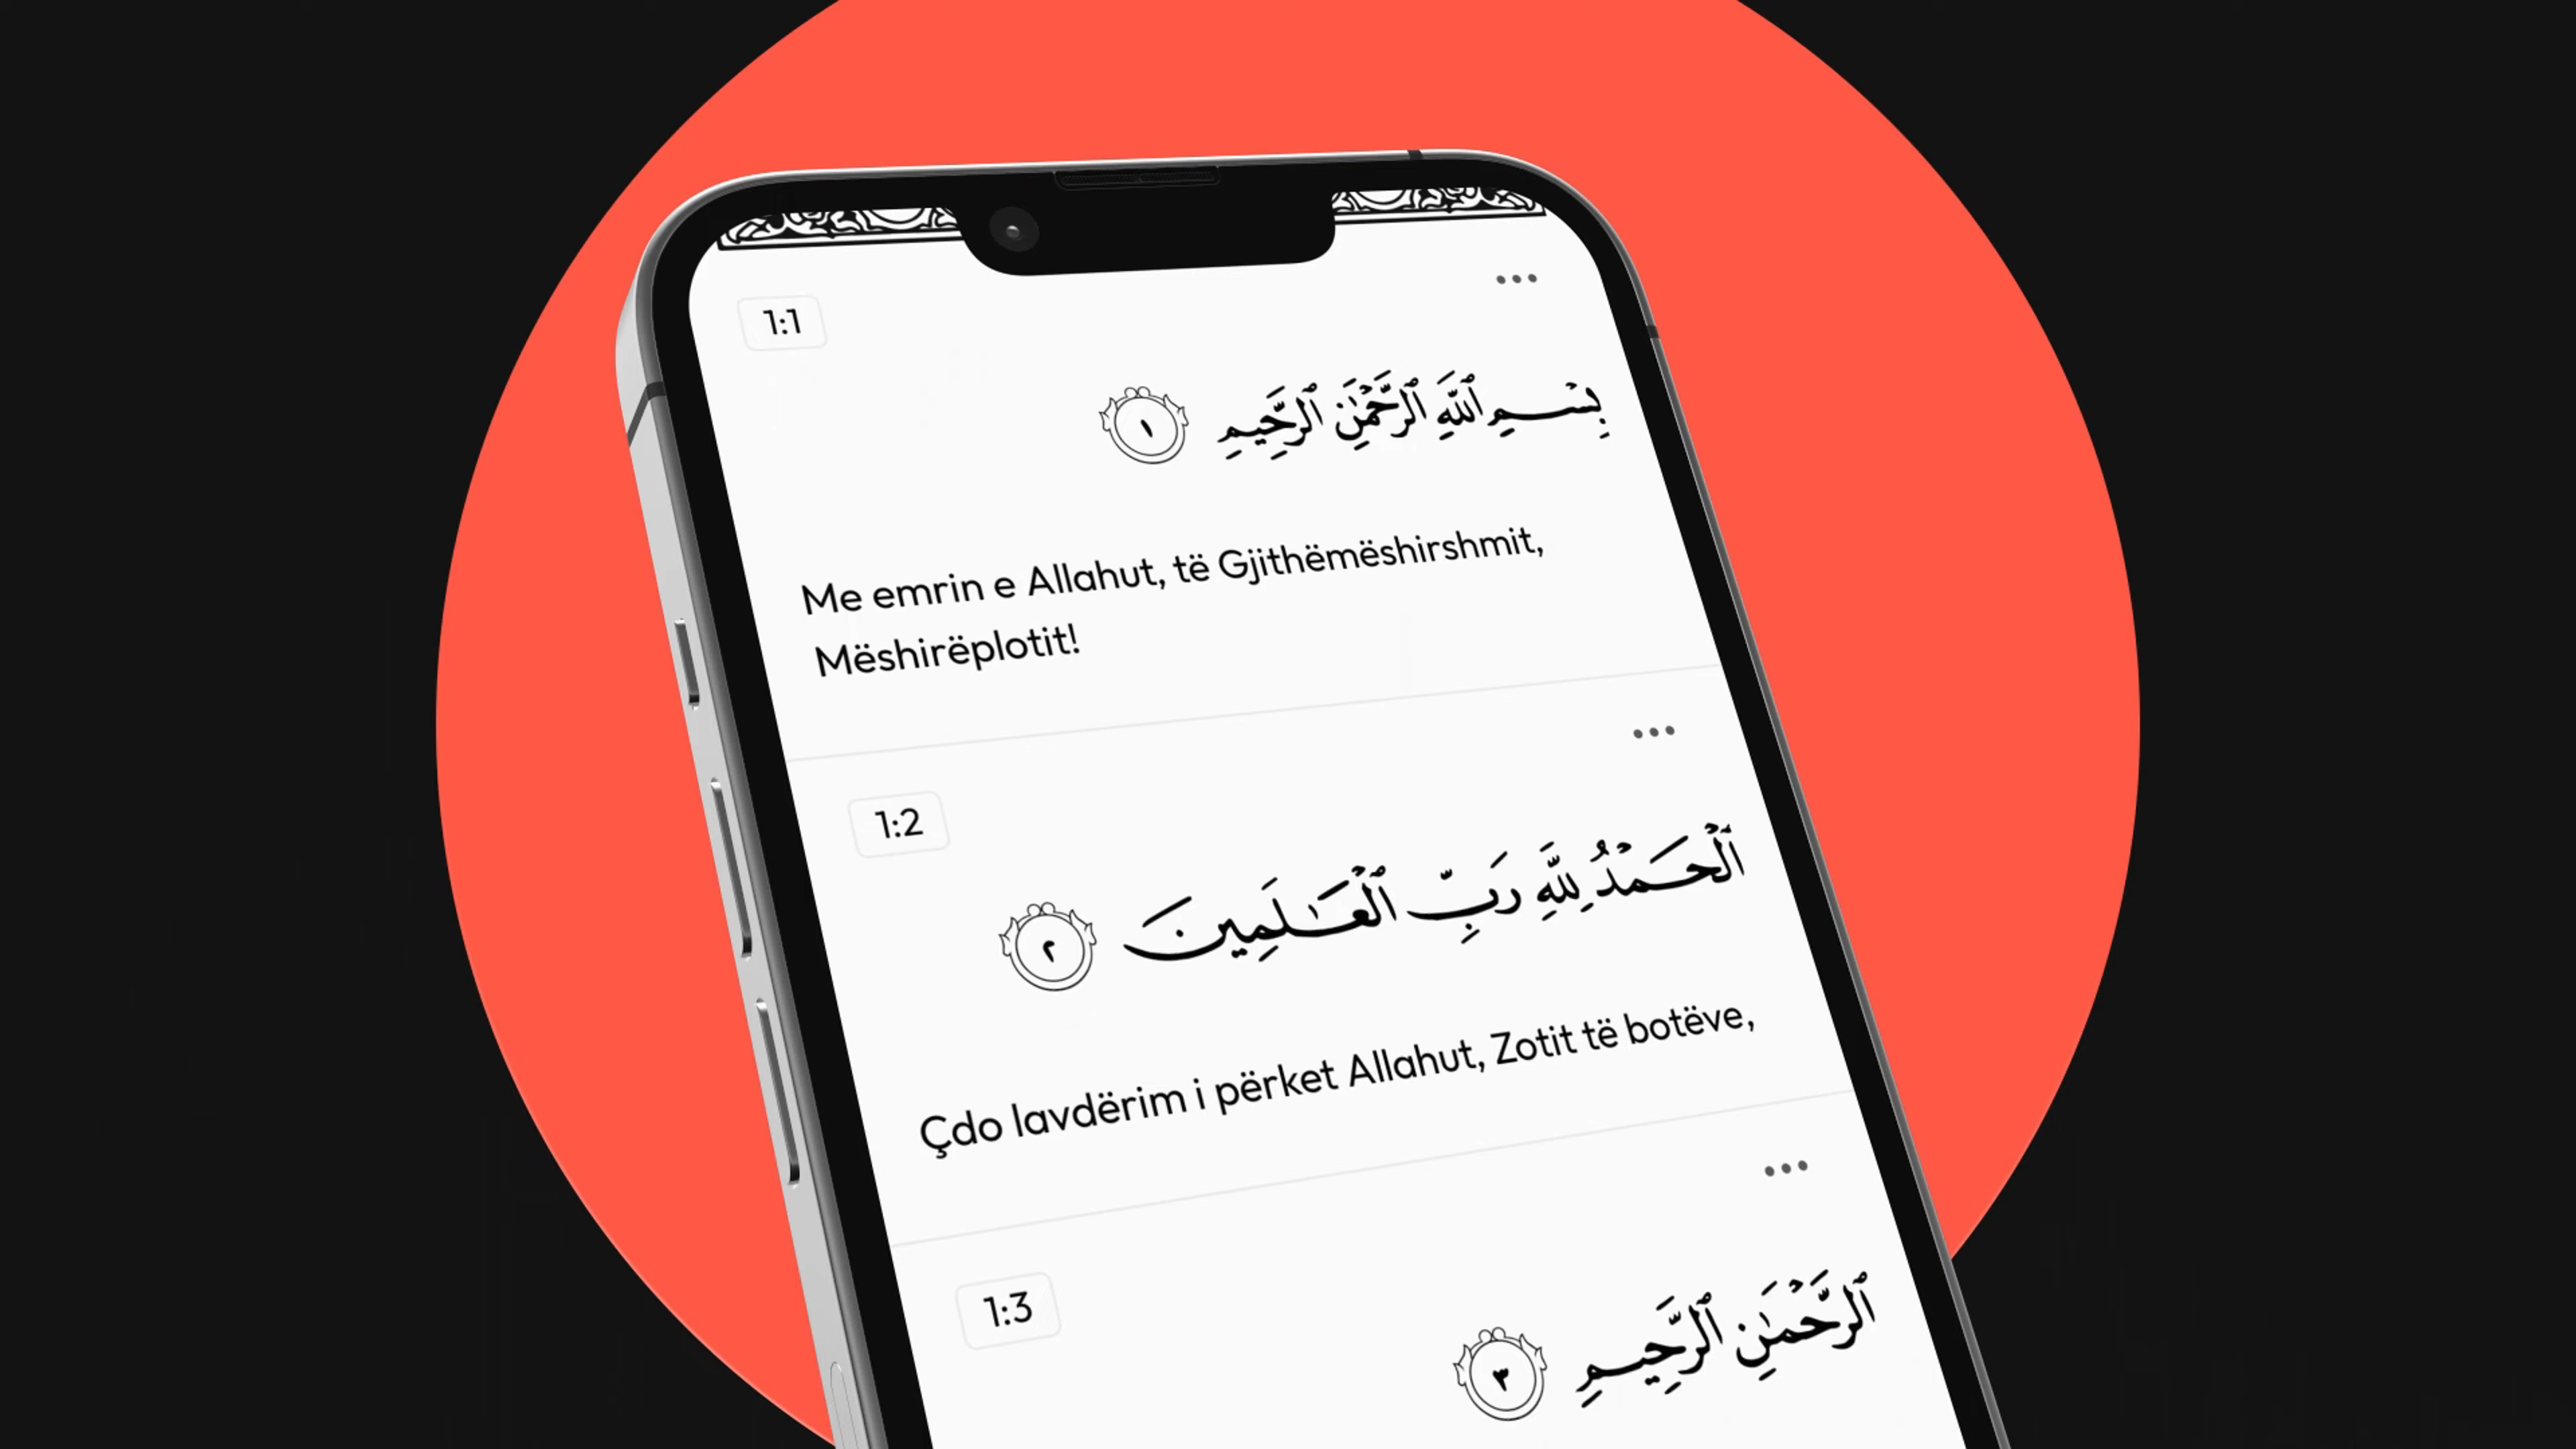 1:1
بِسْمِ ٱللَّهِ ٱلرَّحْمَٰنِ ٱلرَّحِيمِ ١
Me emrin e Allahut, të Gjithëmëshirshmit,
Mëshirëplotit!
1:2
ٱلْحَمْدُ لِلَّهِ رَبِّ ٱلْعَـٰلَمِينَ ٢
Çdo lavdërim i përket Allahut, Zotit të botëve,
1:3
ٱلرَّحْمَٰنِ ٱلرَّحِيمِ ٣